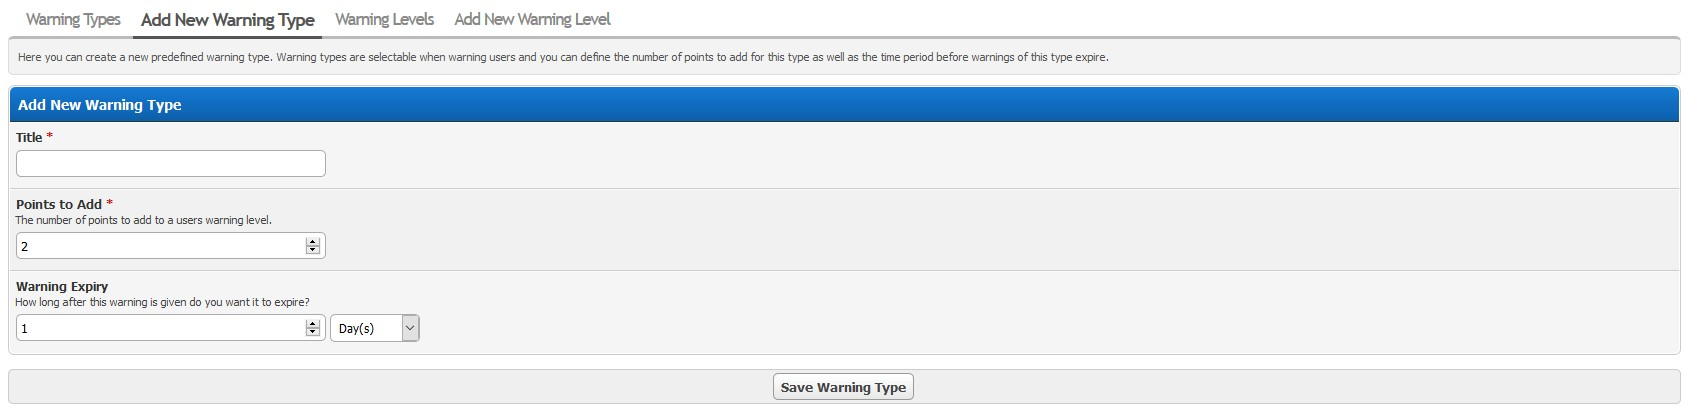 Warning Types Add New Warning Type Warning Levels Add New Warning Level
Here you can create a new predefined warning type. Warning types are selectable when warning users and you can define the number of points to add for this type as well as the time period before warnings of this type expire.
Add New Warning Type
Title *
Points to Add *
The number of points to add to a users warning level.
2
Warning Expiry
How long after this warning is given do you want it to expire?
1 Day(s)
Save Warning Type